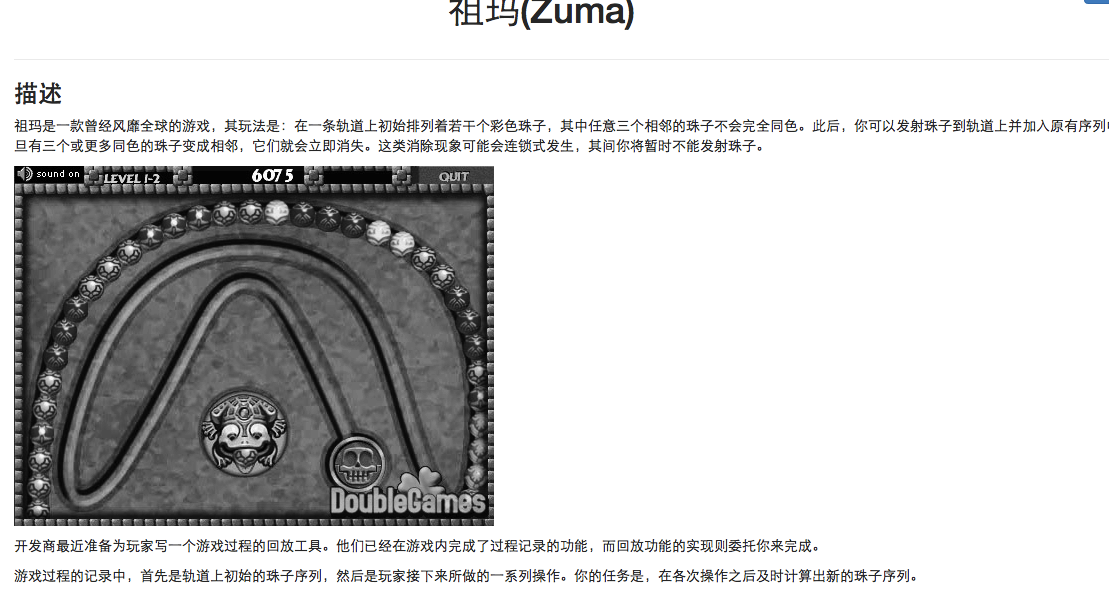 祖玛(Zuma)
描述
祖玛是一款曾经风靡全球的游戏，其玩法是：在一条轨道上初始排列着若干个彩色珠子，其中任意三个相邻的珠子不会完全同色。此后，你可以发射珠子到轨道上并加入原有序列
旦有三个或更多同色的珠子变成相邻，它们就会立即消失。这类消除现象可能会连锁式发生，其间你将暂时不能发射珠子。
sound on LEVEL 1-2 6075 QUIT
DoubleGames
开发商最近准备为玩家写一个游戏过程的回放工具。他们已经在游戏内完成了过程记录的功能，而回放功能的实现则委托你来完成。
游戏过程的记录中，首先是轨道上初始的珠子序列，然后是玩家接下来所做的一系列操作。你的任务是，在各次操作之后及时计算出新的珠子序列。